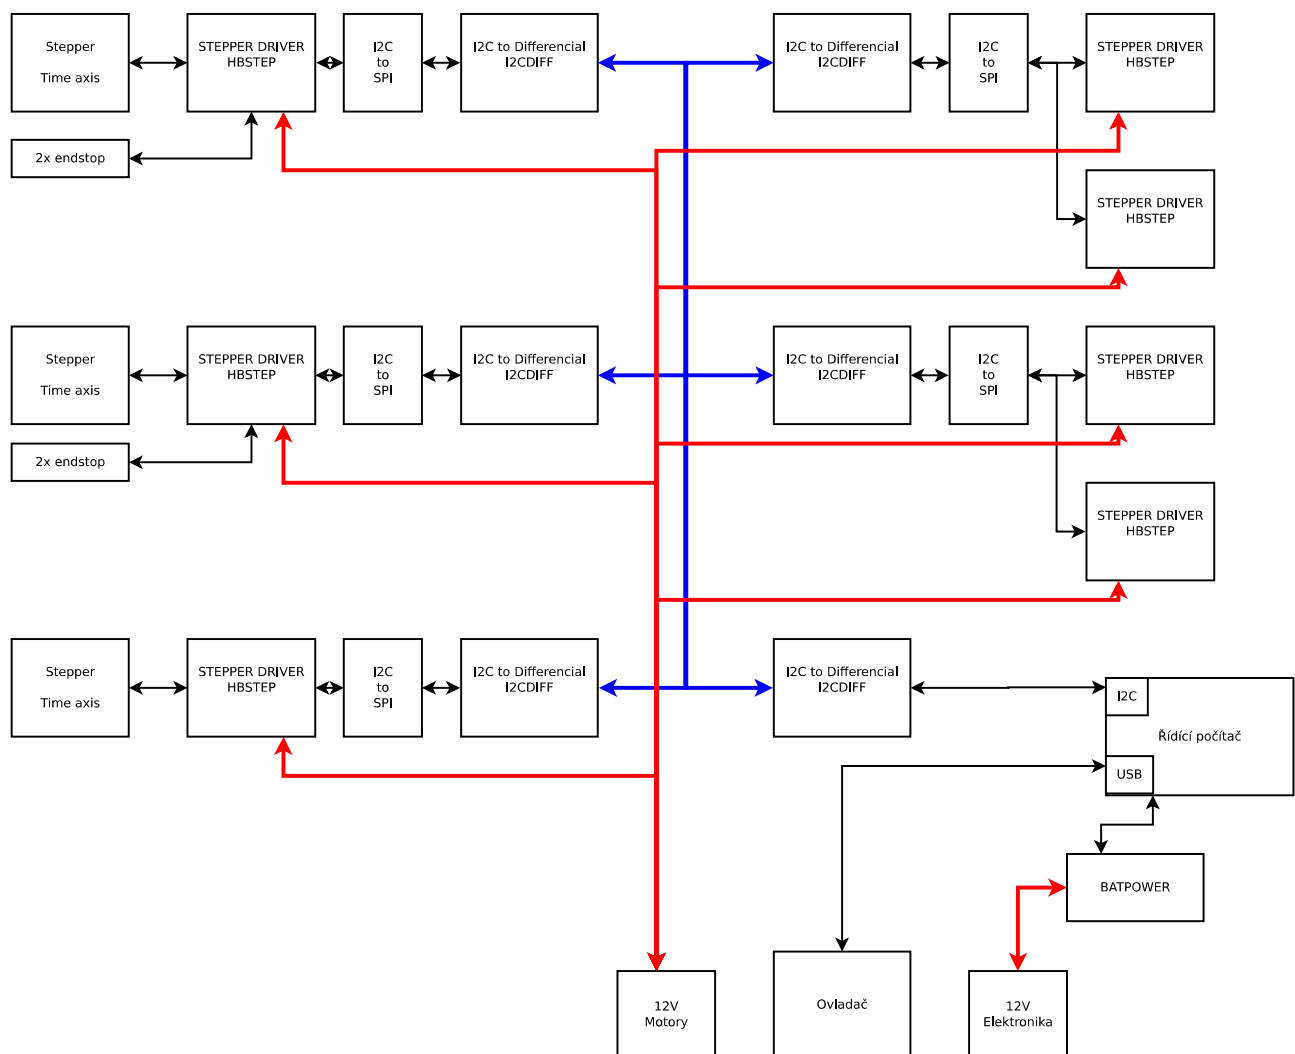 Stepper
Time axis
STEPPER DRIVER
HBSTEP
I2C
to
SPI
I2C to Differencial
I2CDIFF
I2C to Differencial
I2CDIFF
I2C
to
SPI
STEPPER DRIVER
HBSTEP
2x endstop
STEPPER DRIVER
HBSTEP
Stepper
Time axis
STEPPER DRIVER
HBSTEP
I2C
to
SPI
I2C to Differencial
I2CDIFF
I2C to Differencial
I2CDIFF
I2C
to
SPI
STEPPER DRIVER
HBSTEP
2x endstop
STEPPER DRIVER
HBSTEP
Stepper
Time axis
STEPPER DRIVER
HBSTEP
I2C
to
SPI
I2C to Differencial
I2CDIFF
I2C to Differencial
I2CDIFF
I2C
Řídící počítač
USB
BATPOWER
12V
Motory
Ovladač
12V
Elektronika